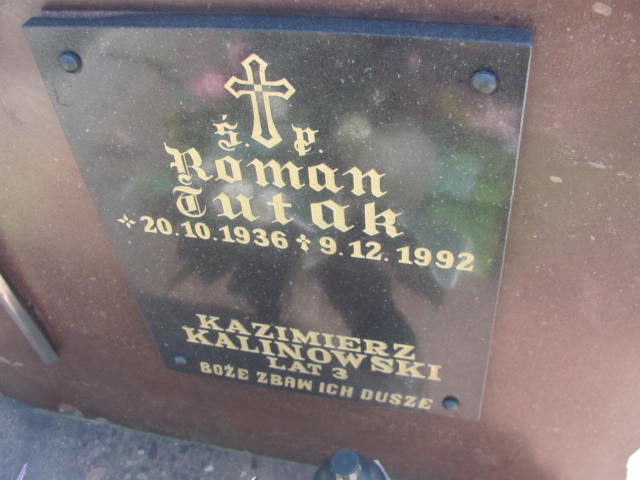 Ś. P.
Roman
Tutak
20.10.1936 ✝ 9.12.1992
KAZIMIERZ
KALINOWSKI
LAT 3
BOŻE ZBAW ICH DUSZE